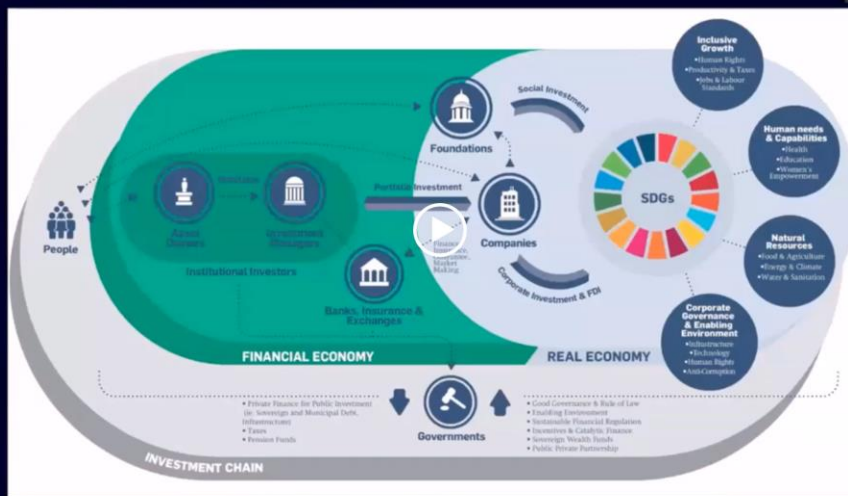 Inclusive
Growth
•Human Rights
•Productivity & Taxes
•Jobs & Labour
Standards
Social Investment
Foundations
Human needs
& Capabilities
•Health
•Education
•Women's
Empowerment
Portfolio Investment
SDGs
People
Asset
Owners
Investment
Managers
Companies
Institutional Investors
Finance,
Insurance,
Market
Making
Natural
Resources
•Food & Agriculture
•Energy & Climate
•Water & Sanitation
Corporate Investment & FDI
Banks, Insurance &
Exchanges
Corporate
Governance
& Enabling
Environment
•Infrastructure
•Technology
•Human Rights
•Anti-Corruption
FINANCIAL ECONOMY
REAL ECONOMY
• Private Finance for Public Investment
(ie. Sovereign and Municipal Debt,
Infrastructure)
• Taxes
• Pension Funds
Governments
• Good Governance & Rule of Law
• Enabling Environment
• Sustainable Financial Regulation
• Incentives & Catalytic Finance
• Sovereign Wealth Funds
• Public Private Partnership
INVESTMENT CHAIN